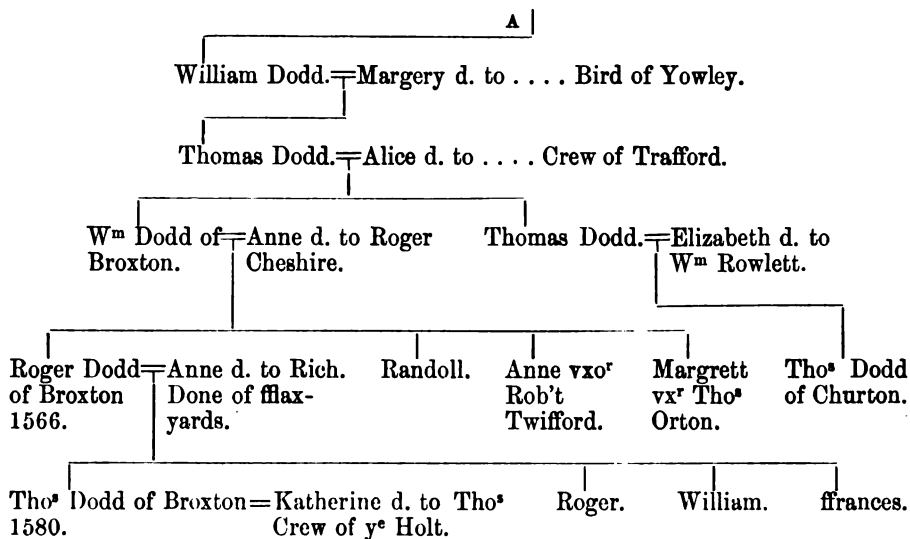 A
William Dodd.=Margery d. to .... Bird of Yowley.
Thomas Dodd.=Alice d. to .... Crew of Trafford.
Wᵐ Dodd of=Anne d. to Roger Thomas Dodd.=Elizabeth d. to
Broxton. Cheshire. Wᵐ Rowlett.
Roger Dodd=Anne d. to Rich. Randoll. Anne vxoʳ Margrett Thoˢ Dodd
of Broxton Done of fflax- Rob't vxʳ Thoˢ of Churton.
1566. yards. Twifford. Orton.
Thoˢ Dodd of Broxton=Katherine d. to Thoˢ Roger. William. ffrances.
1580. Crew of yᵉ Holt.